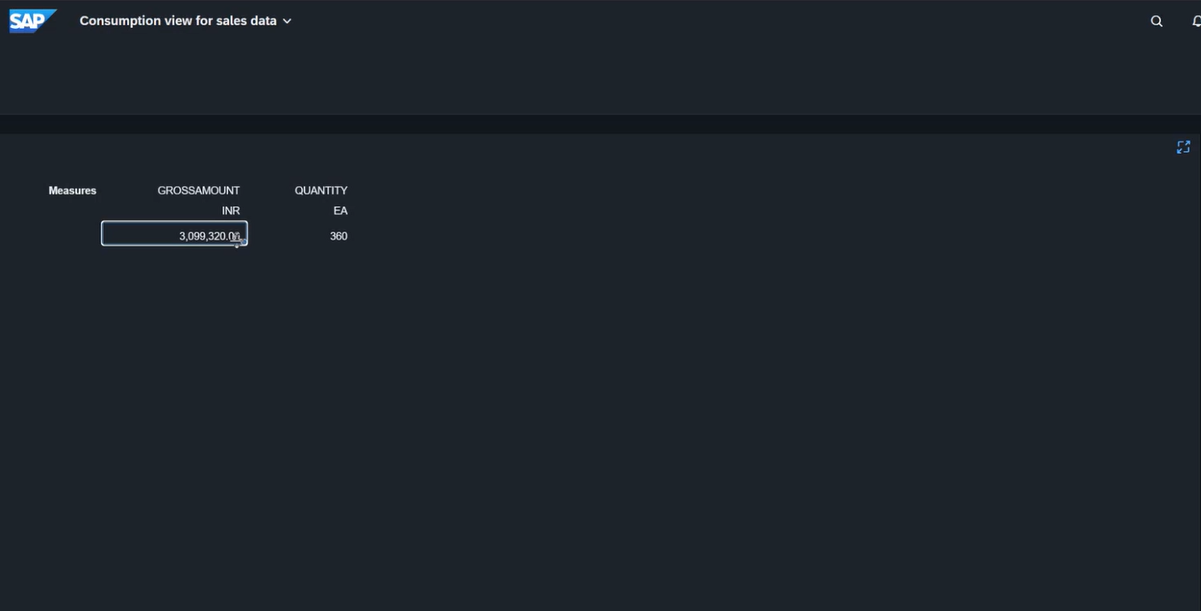 SAP Consumption view for sales data
Measures GROSSAMOUNT QUANTITY
INR EA
360